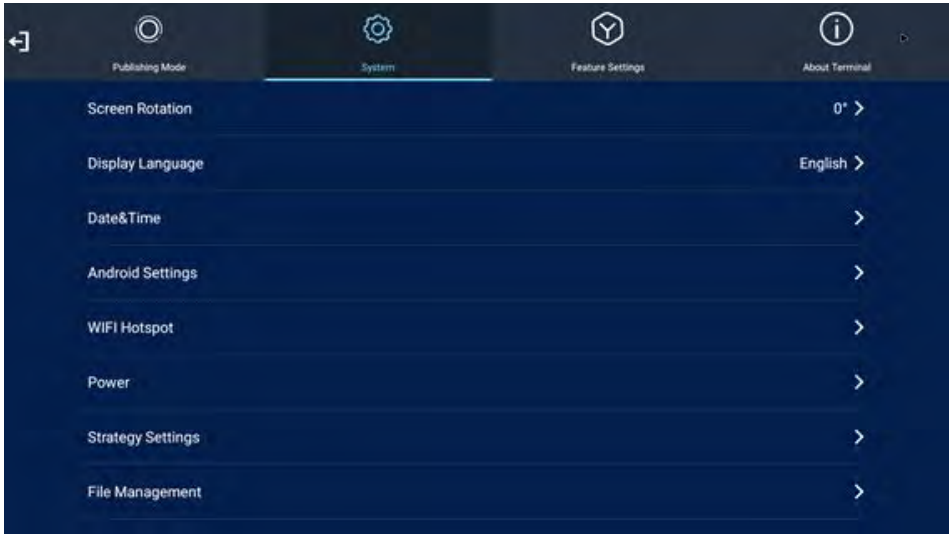 Publishing Mode
System
Feature Settings
About Terminal
Screen Rotation 0°
Display Language English
Date&Time
Android Settings
WIFI Hotspot
Power
Strategy Settings
File Management